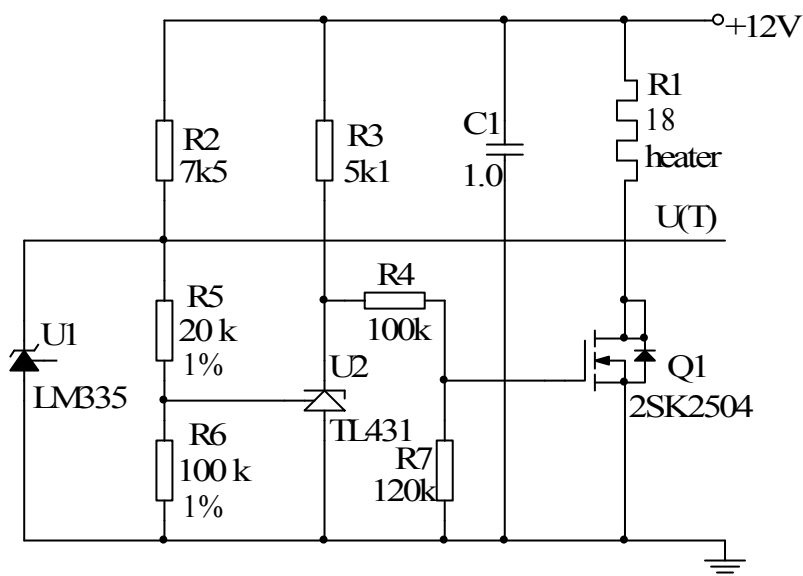 +12V
R1
18
heater
C1
1.0
R2
7k5
R3
5k1
U(T)
R4
100k
R5
20 k
1%
U1
LM335
U2
TL431
Q1
2SK2504
R6
100 k
1%
R7
120k